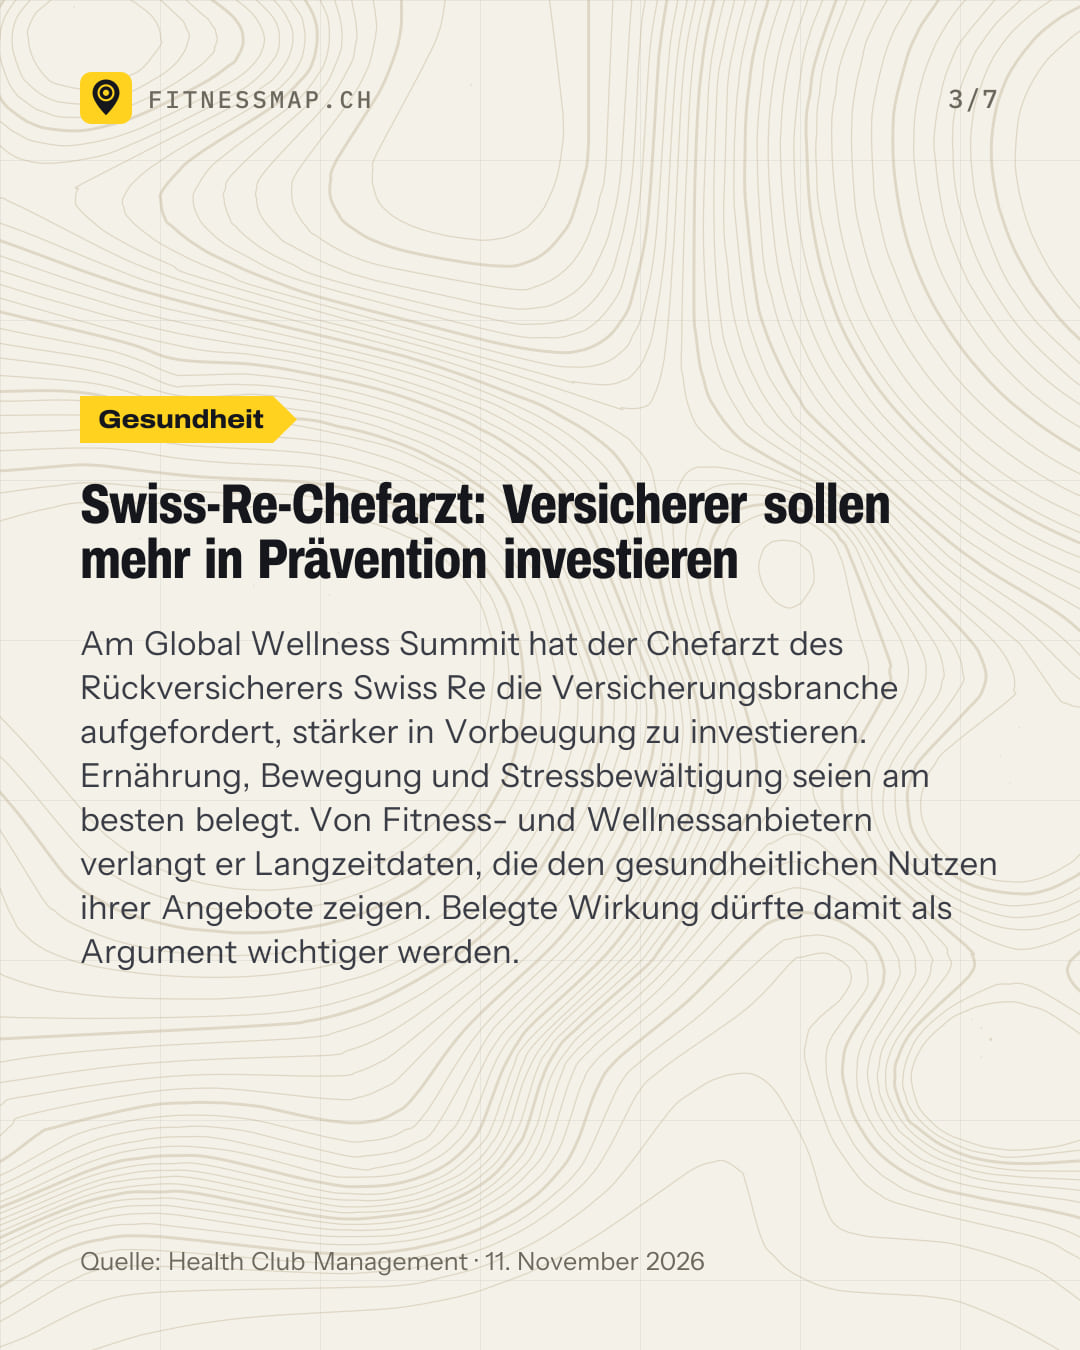 FITNESSMAP.CH
3/7
Gesundheit
Swiss-Re-Chefarzt: Versicherer sollen
mehr in Prävention investieren
Am Global Wellness Summit hat der Chefarzt des
Rückversicherers Swiss Re die Versicherungsbranche
aufgefordert, stärker in Vorbeugung zu investieren.
Ernährung, Bewegung und Stressbewältigung seien am
besten belegt. Von Fitness- und Wellnessanbietern
verlangt er Langzeitdaten, die den gesundheitlichen Nutzen
ihrer Angebote zeigen. Belegte Wirkung dürfte damit als
Argument wichtiger werden.
Quelle: Health Club Management · 11. November 2026